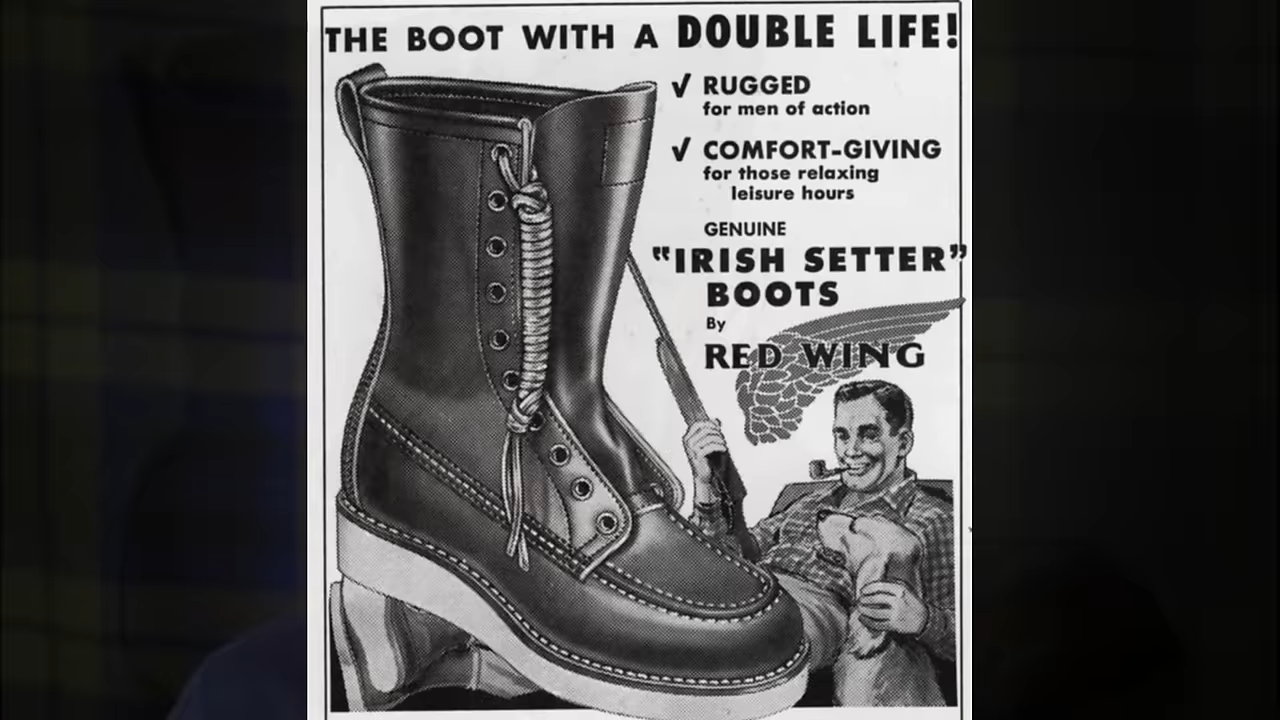 THE BOOT WITH A DOUBLE LIFE!
✓ RUGGED
for men of action
✓ COMFORT-GIVING
for those relaxing
leisure hours
GENUINE
"IRISH SETTER"
BOOTS
By
RED WING